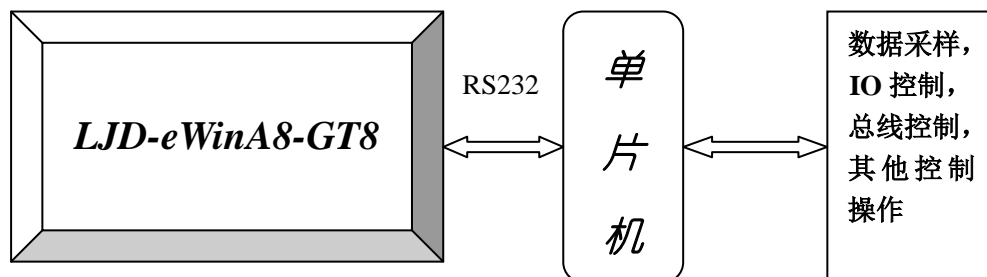 LJD-eWinA8-GT8
RS232
单
片
机
数据采样，
IO 控制，
总线控制，
其他控制
操作